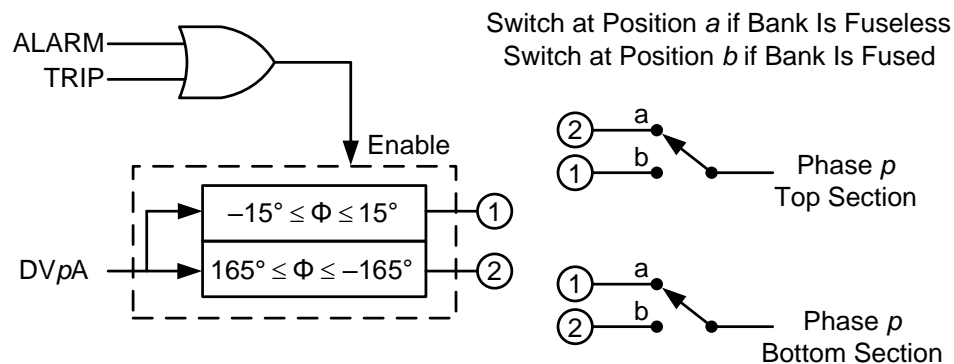 Switch at Position a if Bank Is Fuseless
Switch at Position b if Bank Is Fused
ALARM
TRIP
Enable
–15° ≤ Φ ≤ 15°
1
DVpA
165° ≤ Φ ≤ –165°
2
a
2
b
1
Phase p
Top Section
a
1
b
2
Phase p
Bottom Section